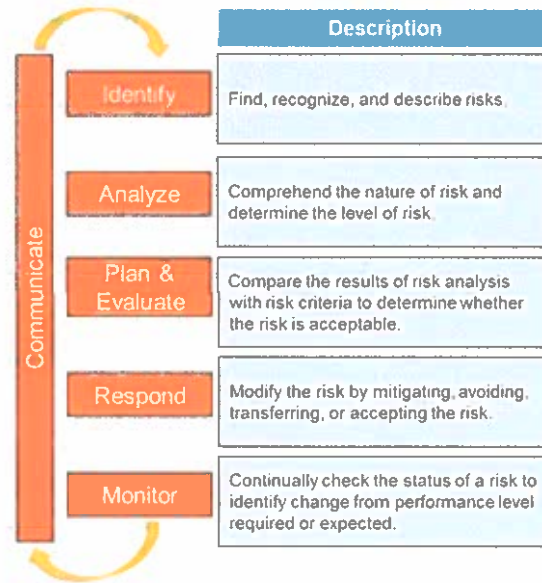 Description
Communicate
Identify
Find, recognize, and describe risks.
Analyze
Comprehend the nature of risk and
determine the level of risk.
Plan &
Evaluate
Compare the results of risk analysis
with risk criteria to determine whether
the risk is acceptable.
Respond
Modify the risk by mitigating, avoiding,
transferring, or accepting the risk.
Monitor
Continually check the status of a risk to
identify change from performance level
required or expected.